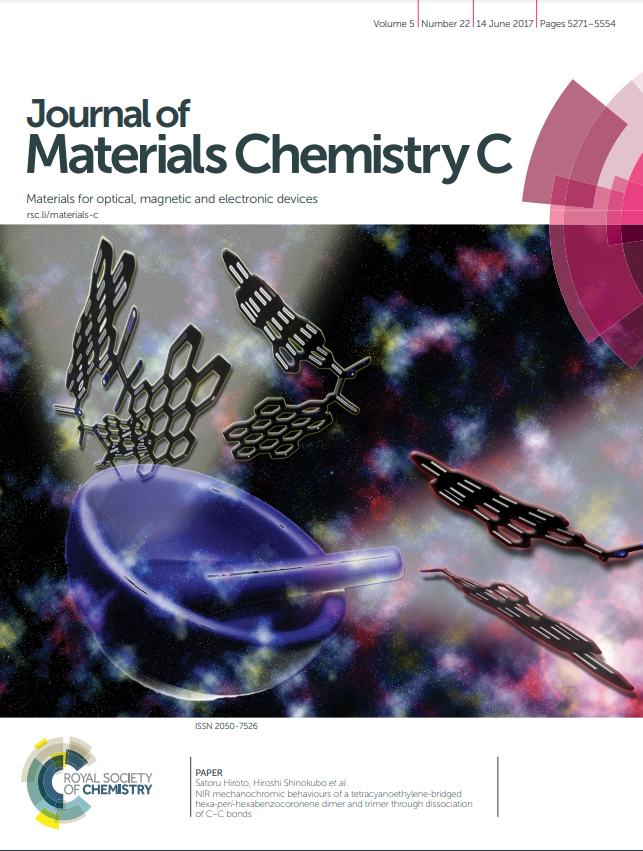 Volume 5 | Number 22 | 14 June 2017 | Pages 5271–5554
Journal of
Materials Chemistry C
Materials for optical, magnetic and electronic devices
rsc.li/materials-c
ISSN 2050-7526
ROYAL SOCIETY
OF CHEMISTRY
PAPER
Satoru Hiroto, Hiroshi Shinokubo et al.
NIR mechanochromic behaviours of a tetracyanoethylene-bridged
hexa-peri-hexabenzocoronene dimer and trimer through dissociation
of C–C bonds